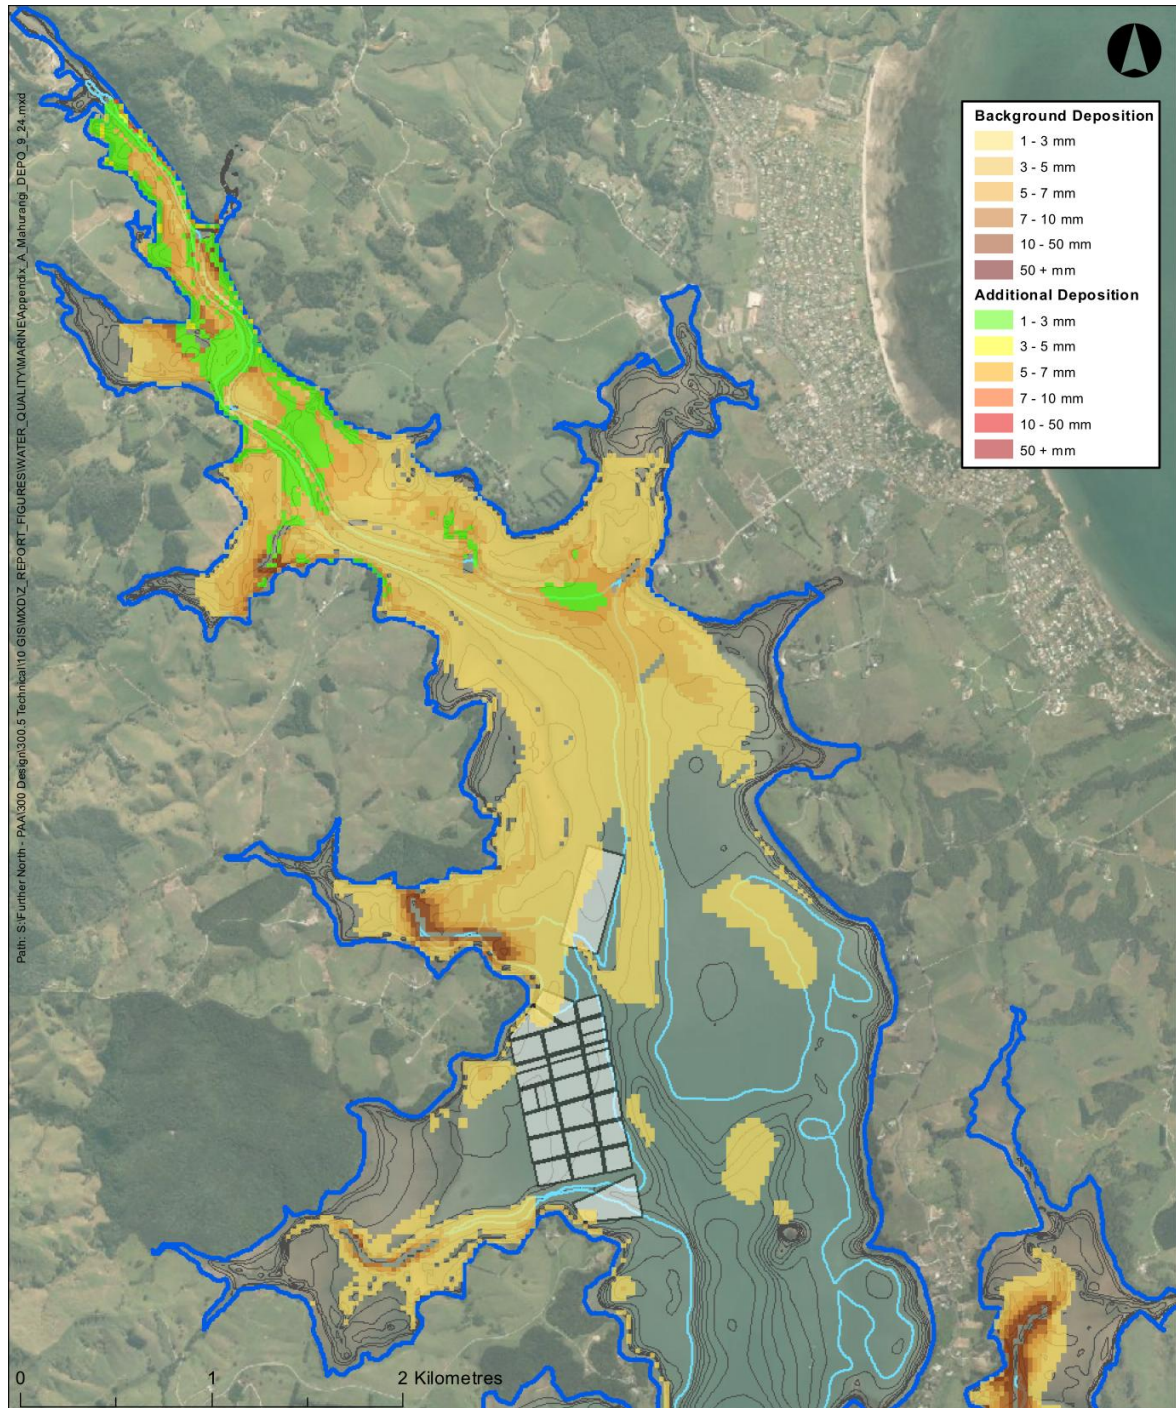 Background Deposition
1 - 3 mm
3 - 5 mm
5 - 7 mm
7 - 10 mm
10 - 50 mm
50 + mm
Additional Deposition
1 - 3 mm
3 - 5 mm
5 - 7 mm
7 - 10 mm
10 - 50 mm
50 + mm
Path: S:\Further North - PAA\300 Design\300.5 Technical\10 GIS\MXD\Z_REPORT_FIGURES\WATER_QUALITY\MARINE\Appendix_A_Mahurangi_DEPO_9_24.mxd
0 1 2 Kilometres